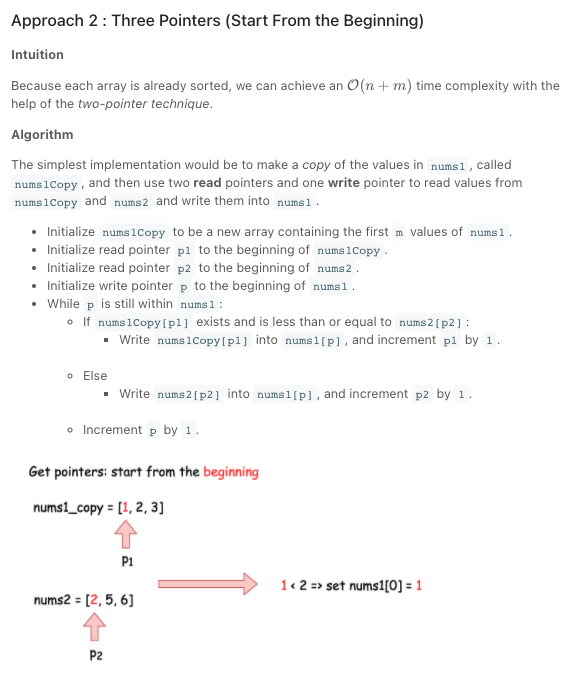 Approach 2 : Three Pointers (Start From the Beginning)
Intuition
Because each array is already sorted, we can achieve an O(n + m) time complexity with the
help of the two-pointer technique.
Algorithm
The simplest implementation would be to make a copy of the values in nums1 , called
nums1Copy , and then use two read pointers and one write pointer to read values from
nums1Copy and nums2 and write them into nums1 .
• Initialize nums1Copy to be a new array containing the first m values of nums1 .
• Initialize read pointer p1 to the beginning of nums1Copy .
• Initialize read pointer p2 to the beginning of nums2 .
• Initialize write pointer p to the beginning of nums1 .
• While p is still within nums1 :
◦ If nums1Copy[p1] exists and is less than or equal to nums2[p2] :
▪ Write nums1Copy[p1] into nums1[p] , and increment p1 by 1 .
◦ Else
▪ Write nums2[p2] into nums1[p] , and increment p2 by 1 .
◦ Increment p by 1 .
Get pointers: start from the beginning
nums1_copy = [1, 2, 3]
P1
1 < 2 => set nums1[0] = 1
nums2 = [2, 5, 6]
P2